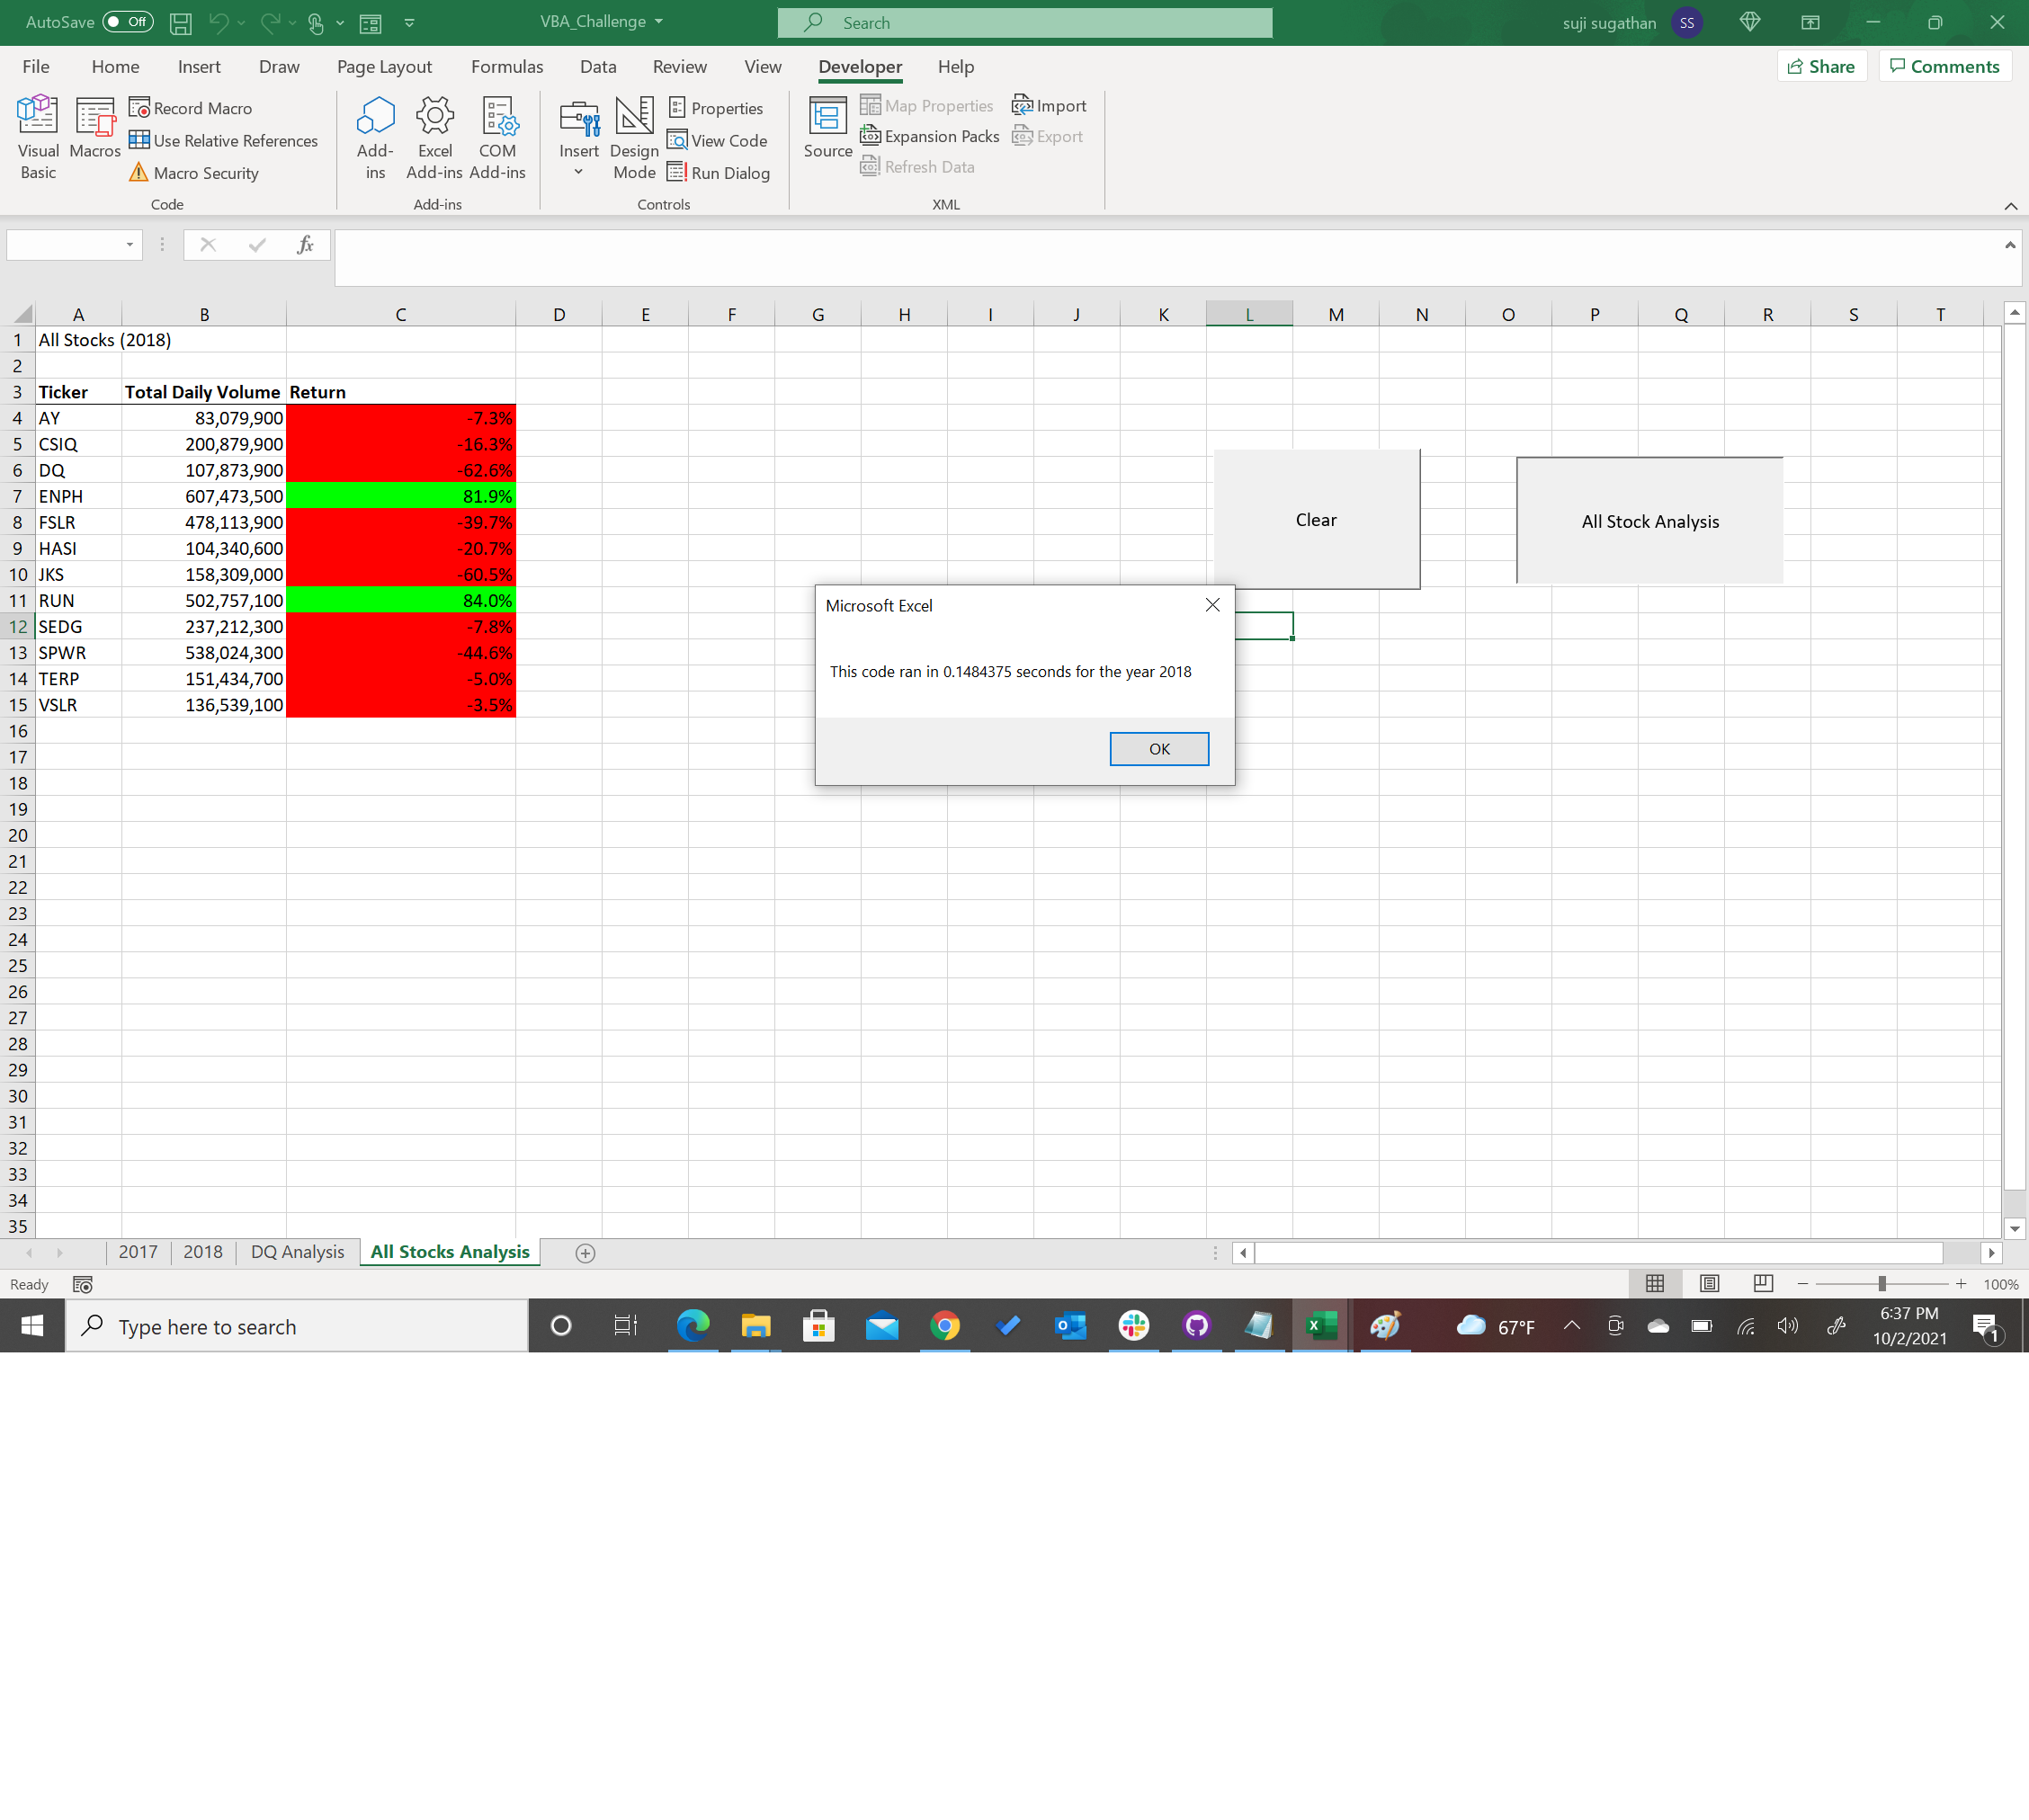 AutoSave Off VBA_Challenge Search suji sugathan SS
File Home Insert Draw Page Layout Formulas Data Review View Developer Help Share Comments
Visual Basic
Macros
Record Macro
Use Relative References
Macro Security
Code
Add-ins
Excel Add-ins
COM Add-ins
Add-ins
Insert
Design Mode
Properties
View Code
Run Dialog
Controls
Source
Map Properties
Expansion Packs
Refresh Data
Import
Export
XML
fx
A B C D E F G H I J K L M N O P Q R S T
1 All Stocks (2018)
2
3 Ticker Total Daily Volume Return
4 AY 83,079,900 -7.3%
5 CSIQ 200,879,900 -16.3%
6 DQ 107,873,900 -62.6%
7 ENPH 607,473,500 81.9%
8 FSLR 478,113,900 -39.7%
9 HASI 104,340,600 -20.7%
10 JKS 158,309,000 -60.5%
11 RUN 502,757,100 84.0%
12 SEDG 237,212,300 -7.8%
13 SPWR 538,024,300 -44.6%
14 TERP 151,434,700 -5.0%
15 VSLR 136,539,100 -3.5%
16
17
18
19
20
21
22
23
24
25
26
27
28
29
30
31
32
33
34
35
Clear
All Stock Analysis
Microsoft Excel
This code ran in 0.1484375 seconds for the year 2018
OK
2017 2018 DQ Analysis All Stocks Analysis
Ready 100%
Type here to search 67°F 6:37 PM
10/2/2021 1